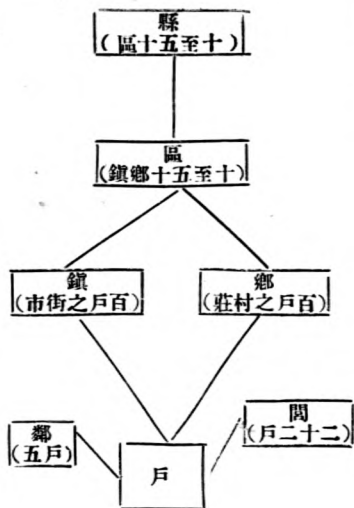 縣
(十至五十區)
區
(十至五十鄉鎮)
鎮
(百戶之街市)
鄉
(百戶之村莊)
鄰
(五戶)
閭
(二十二戶)
戶